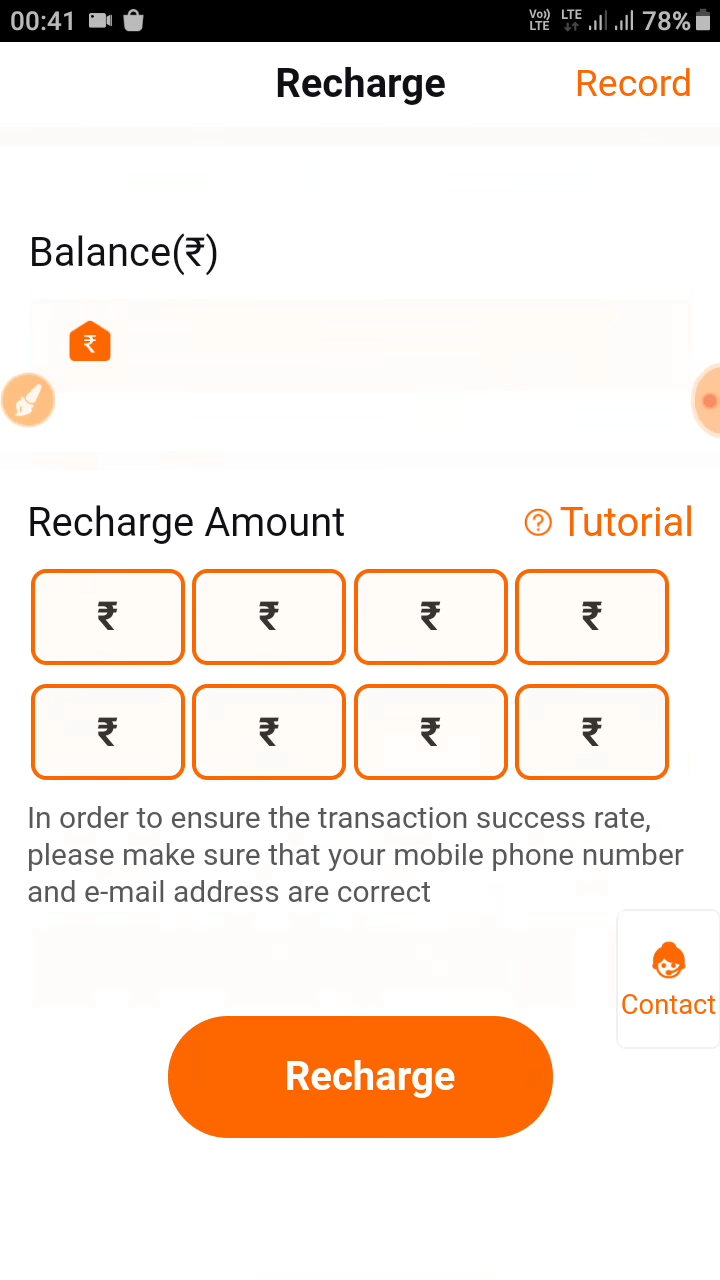 00:41 Vo)) LTE LTE 78%
Recharge Record
Balance(₹)
₹
Recharge Amount Tutorial
₹ ₹ ₹ ₹
₹ ₹ ₹ ₹
In order to ensure the transaction success rate,
please make sure that your mobile phone number
and e-mail address are correct
Contact
Recharge